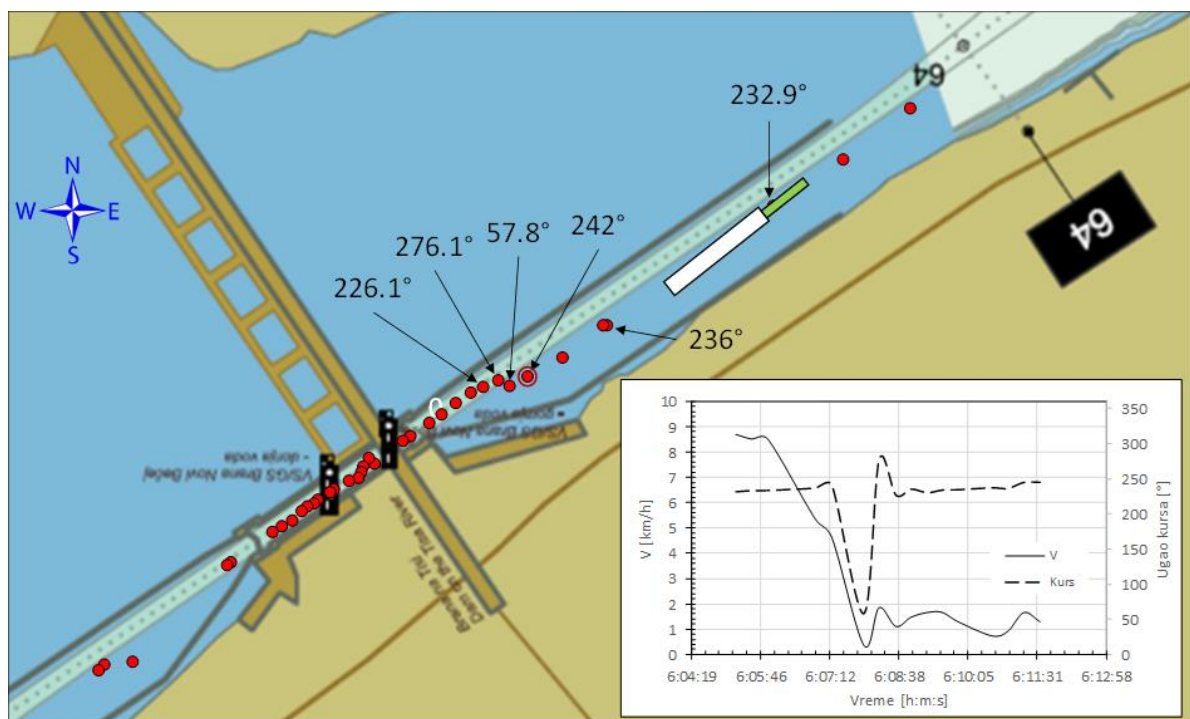 64
232.9°
N
W E
S
276.1°
57.8°
242°
226.1°
64
236°
0
VS/GS Brana Novi
- gornja voda
VS/GS Brana Novi Bečej
- donja voda
Brana na Tisi
Dam on the Tisa River
10
9
8
7
6
5
4
3
2
1
0
V [km/h]
350
300
250
200
150
100
50
0
Ugao kursa [°]
V
Kurs
6:04:19 6:05:46 6:07:12 6:08:38 6:10:05 6:11:31 6:12:58
Vreme [h:m:s]